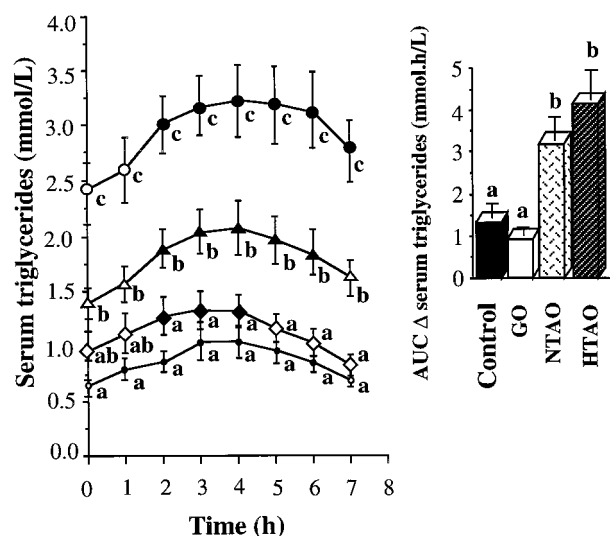 Serum triglycerides (mmol/L)
4.0
3.5
3.0
2.5
2.0
1.5
1.0
0.5
0.0
c c c c c c c c
b b b b b b b b
ab ab a a a a a a
a a a a a a a a
0 1 2 3 4 5 6 7 8
Time (h)
AUC Δ serum triglycerides (mmol.h/L)
5
4
3
2
1
0
a a b b
Control
GO
NTAO
HTAO